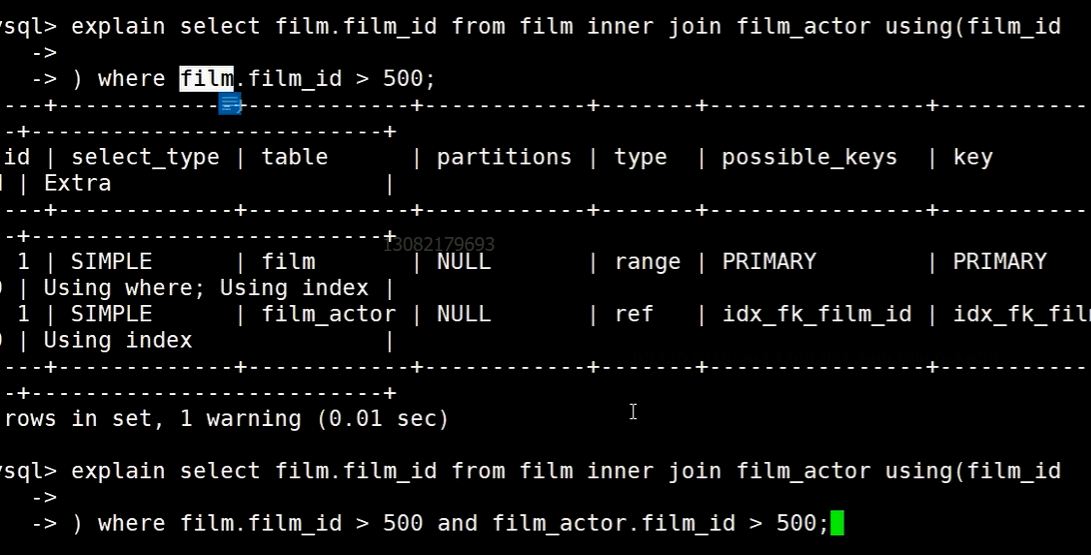 ysql> explain select film.film_id from film inner join film_actor using(film_id
->
-> ) where film.film_id > 500;
---+-------------+------------+------------+-------+----------------+-----------
-+--------------------------+
id | select_type | table | partitions | type | possible_keys | key
| Extra |
---+-------------+------------+------------+-------+----------------+-----------
-+--------------------------+
13082179693
1 | SIMPLE | film | NULL | range | PRIMARY | PRIMARY
| Using where; Using index |
1 | SIMPLE | film_actor | NULL | ref | idx_fk_film_id | idx_fk_fil
| Using index |
---+-------------+------------+------------+-------+----------------+-----------
-+--------------------------+
rows in set, 1 warning (0.01 sec)
ysql> explain select film.film_id from film inner join film_actor using(film_id
->
-> ) where film.film_id > 500 and film_actor.film_id > 500;